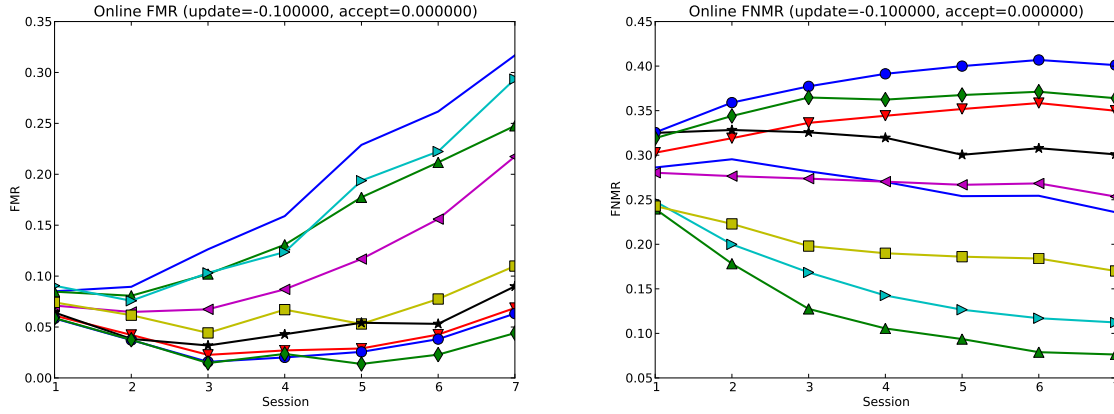 Online FMR (update=-0.100000, accept=0.000000)
0.35
0.30
0.25
0.20
0.15
0.10
0.05
0.00
FMR
1 2 3 4 5 6 7
Session
Online FNMR (update=-0.100000, accept=0.000000)
0.45
0.40
0.35
0.30
0.25
0.20
0.15
0.10
0.05
FNMR
1 2 3 4 5 6 7
Session